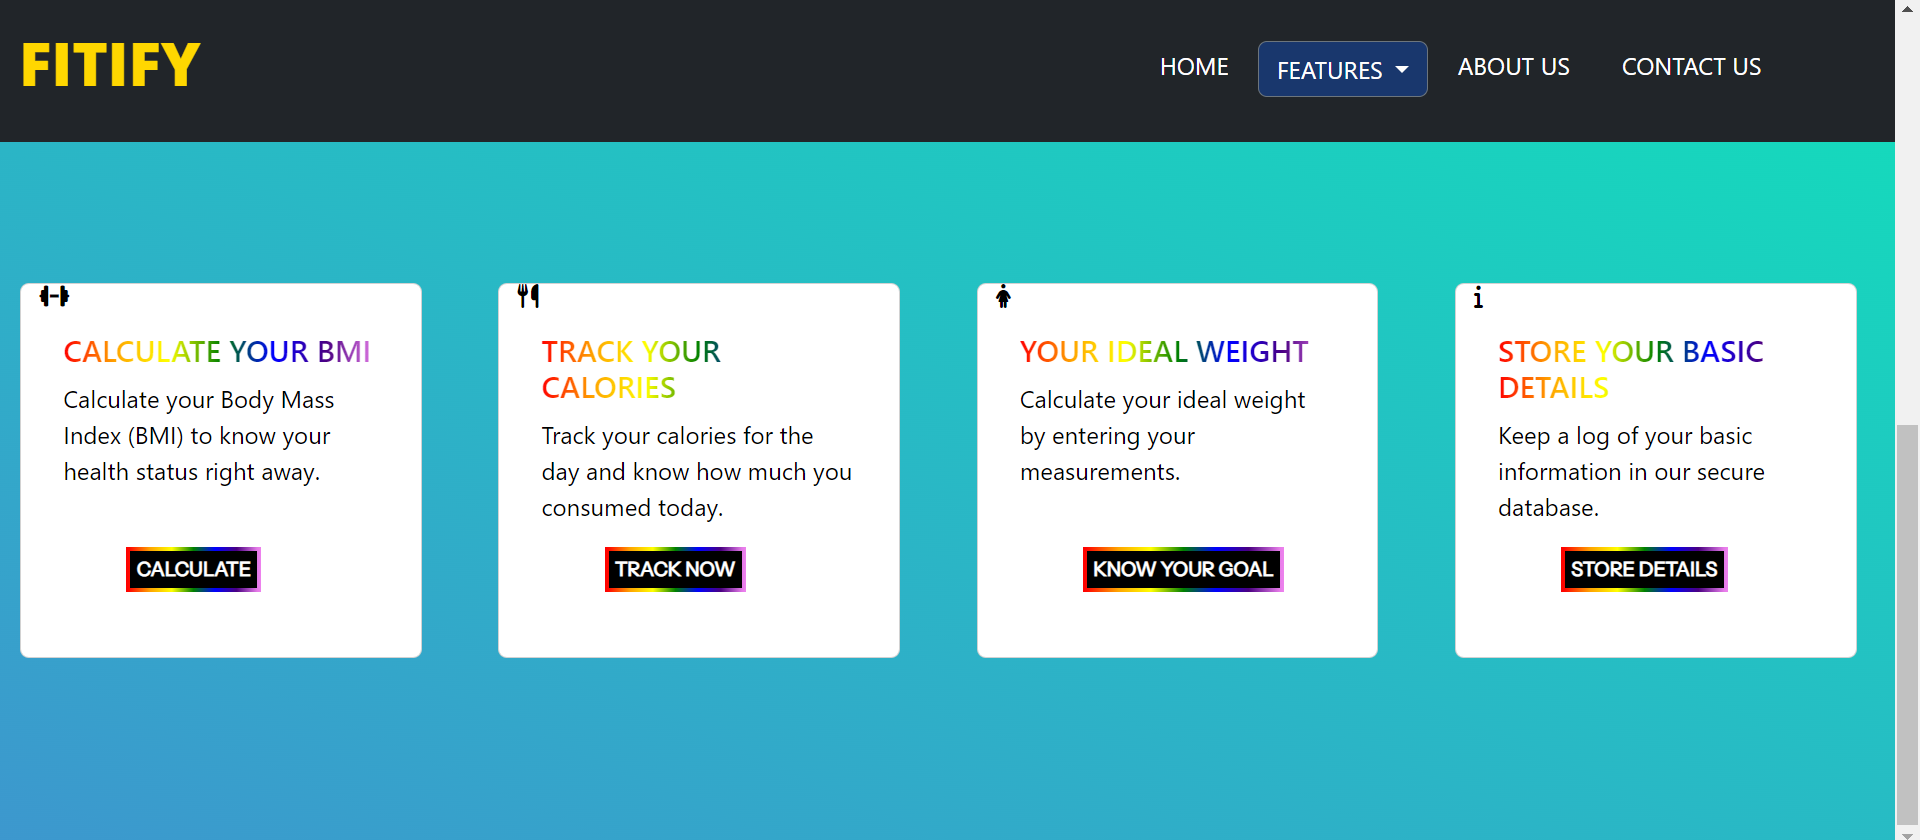 FITIFY
HOME
FEATURES
ABOUT US
CONTACT US
CALCULATE YOUR BMI
Calculate your Body Mass
Index (BMI) to know your
health status right away.
CALCULATE
TRACK YOUR
CALORIES
Track your calories for the
day and know how much you
consumed today.
TRACK NOW
YOUR IDEAL WEIGHT
Calculate your ideal weight
by entering your
measurements.
KNOW YOUR GOAL
STORE YOUR BASIC
DETAILS
Keep a log of your basic
information in our secure
database.
STORE DETAILS